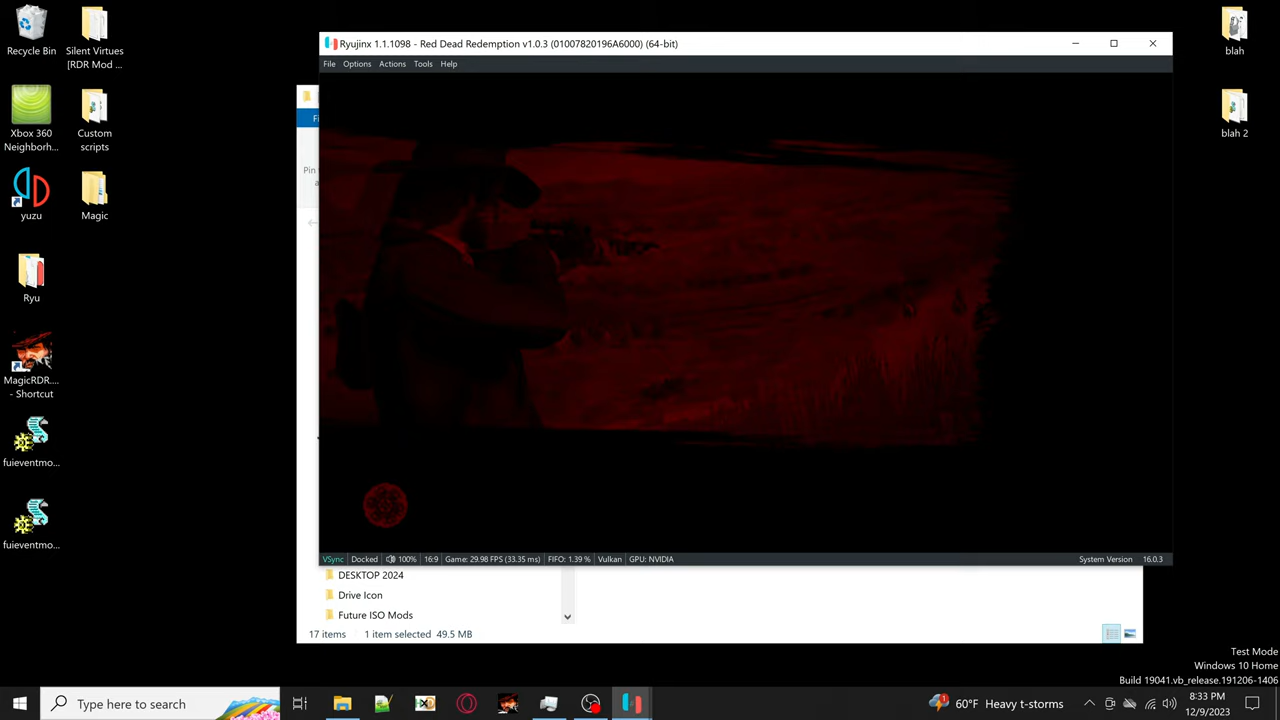 Recycle Bin
Silent Virtues
[RDR Mod ...
Xbox 360
Neighborh...
Custom
scripts
yuzu
Magic
Ryu
MagicRDR....
- Shortcut
fuieventmo...
fuieventmo...
blah
blah 2
Ryujinx 1.1.1098 - Red Dead Redemption v1.0.3 (01007820196A6000) (64-bit)
File Options Actions Tools Help
Fi
Pin
a
VSync Docked 100% 16:9 Game: 29.98 FPS (33.35 ms) FIFO: 1.39 % Vulkan GPU: NVIDIA System Version 16.0.3
DESKTOP 2024
Drive Icon
Future ISO Mods
17 items 1 item selected 49.5 MB
Test Mode
Windows 10 Home
Build 19041.vb_release.191206-1406
Type here to search
1
60°F Heavy t-storms
8:33 PM
12/9/2023